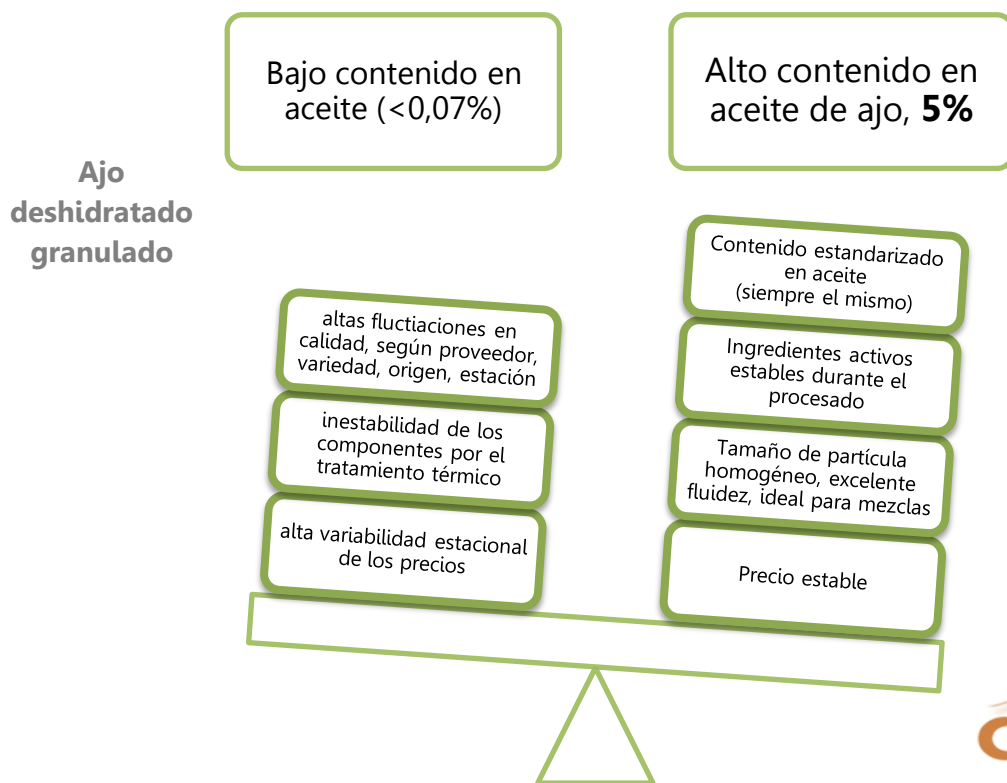 Bajo contenido en
aceite (<0,07%)
Alto contenido en
aceite de ajo, 5%
Ajo
deshidratado
granulado
altas fluctiaciones en
calidad, según proveedor,
variedad, origen, estación
inestabilidad de los
componentes por el
tratamiento térmico
alta variabilidad estacional
de los precios
Contenido estandarizado
en aceite
(siempre el mismo)
Ingredientes activos
estables durante el
procesado
Tamaño de partícula
homogéneo, excelente
fluidez, ideal para mezclas
Precio estable